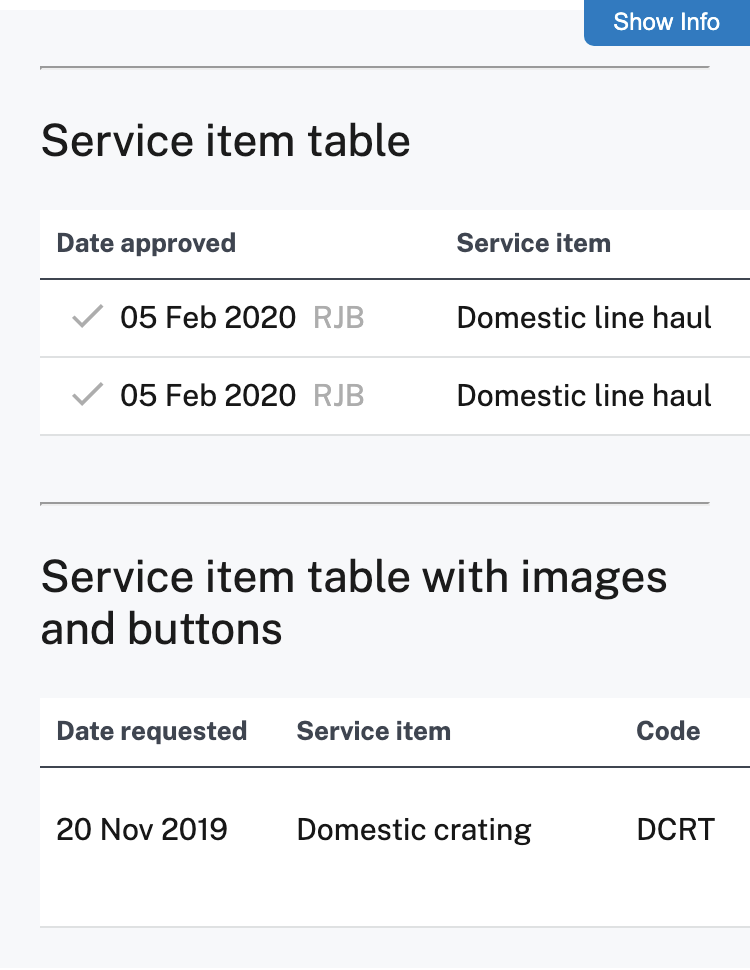 Show Info
Service item table
Date approved Service item
05 Feb 2020 RJB Domestic line haul
05 Feb 2020 RJB Domestic line haul
Service item table with images
and buttons
Date requested Service item Code
20 Nov 2019 Domestic crating DCRT